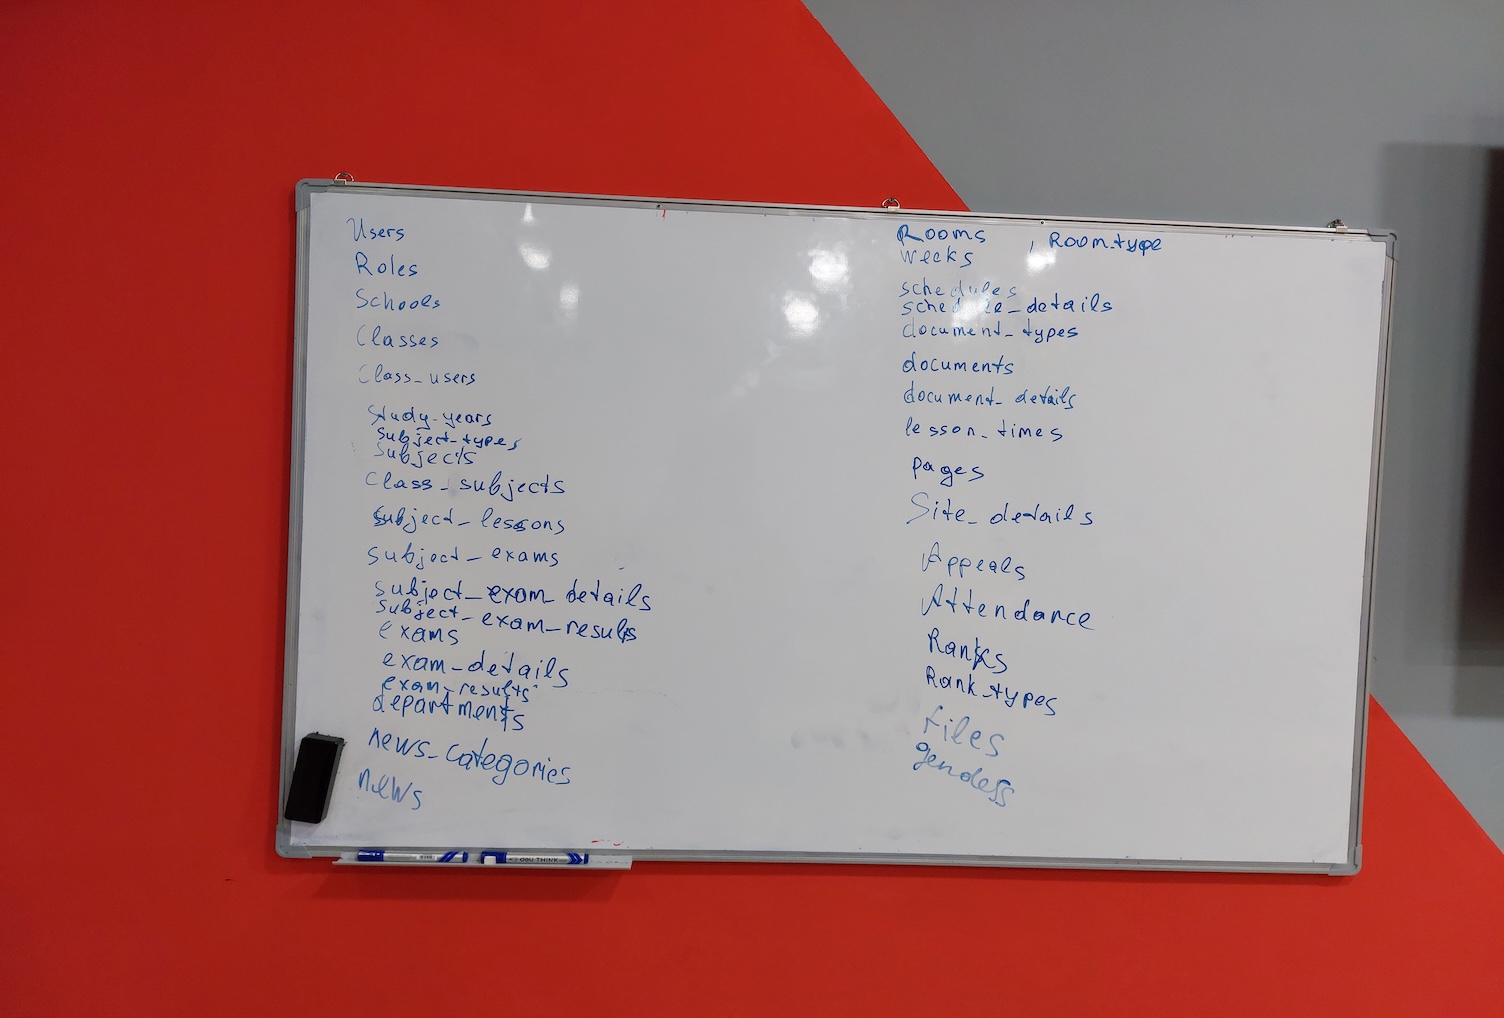 Users
Roles
Schools
Classes
Class_users
Study_years
Subject_types
Subjects
Class_subjects
Subject_lessons
subject_exams
subject_exam_details
subject_exam_results
exams
exam_details
exam_results
departments
news_categories
news
Rooms , Room_type
weeks
schedules
schedule_details
document_types
documents
document_details
lesson_times
pages
Site_details
Appeals
Attendance
Ranks
Rank_types
files
genders
deli THINK